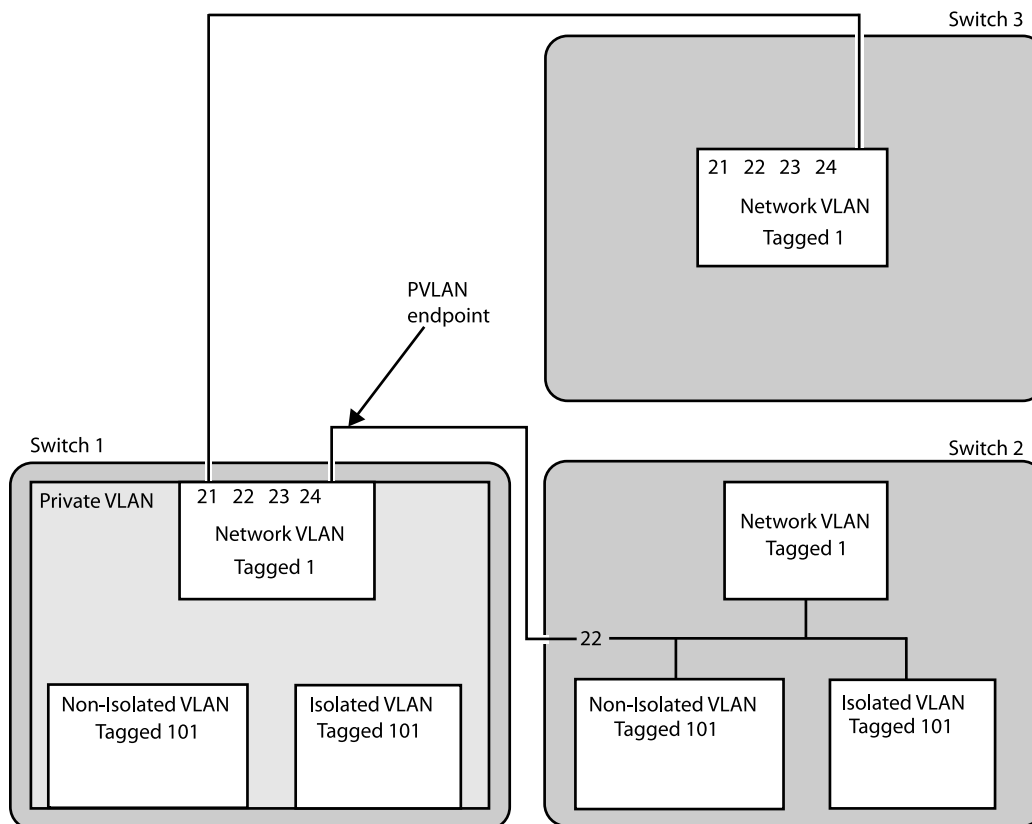 Switch 3
21 22 23 24
Network VLAN
Tagged 1
PVLAN
endpoint
Switch 1
Private VLAN
21 22 23 24
Network VLAN
Tagged 1
Non-Isolated VLAN
Tagged 101
Isolated VLAN
Tagged 101
Switch 2
Network VLAN
Tagged 1
22
Non-Isolated VLAN
Tagged 101
Isolated VLAN
Tagged 101